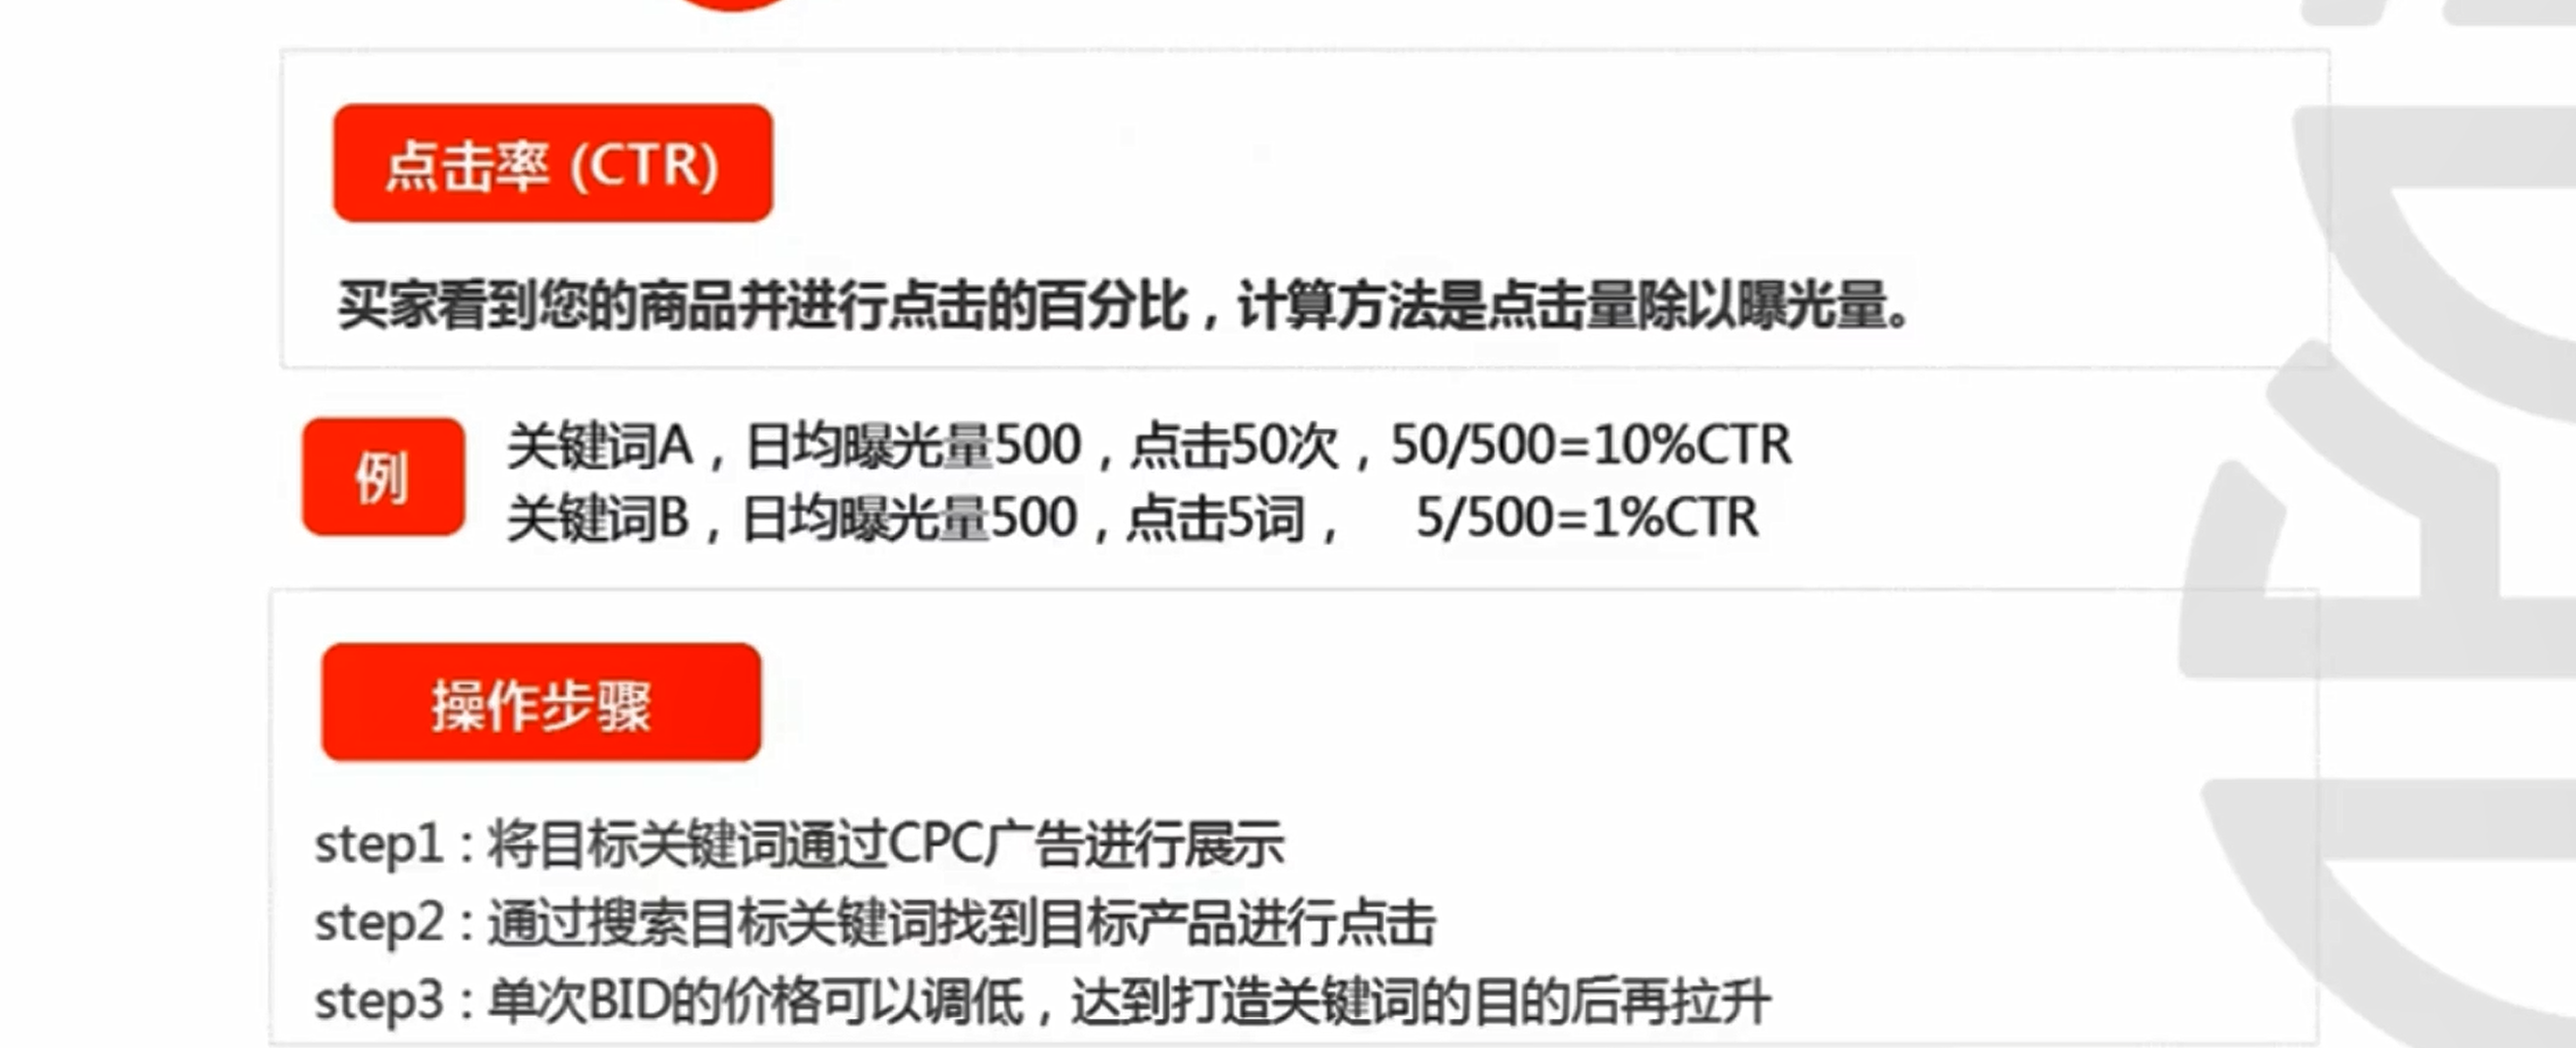 点击率 (CTR)
买家看到您的商品并进行点击的百分比，计算方法是点击量除以曝光量。
例
关键词A，日均曝光量500，点击50次，50/500=10%CTR
关键词B，日均曝光量500，点击5词， 5/500=1%CTR
操作步骤
step1：将目标关键词通过CPC广告进行展示
step2：通过搜索目标关键词找到目标产品进行点击
step3：单次BID的价格可以调低，达到打造关键词的目的后再拉升